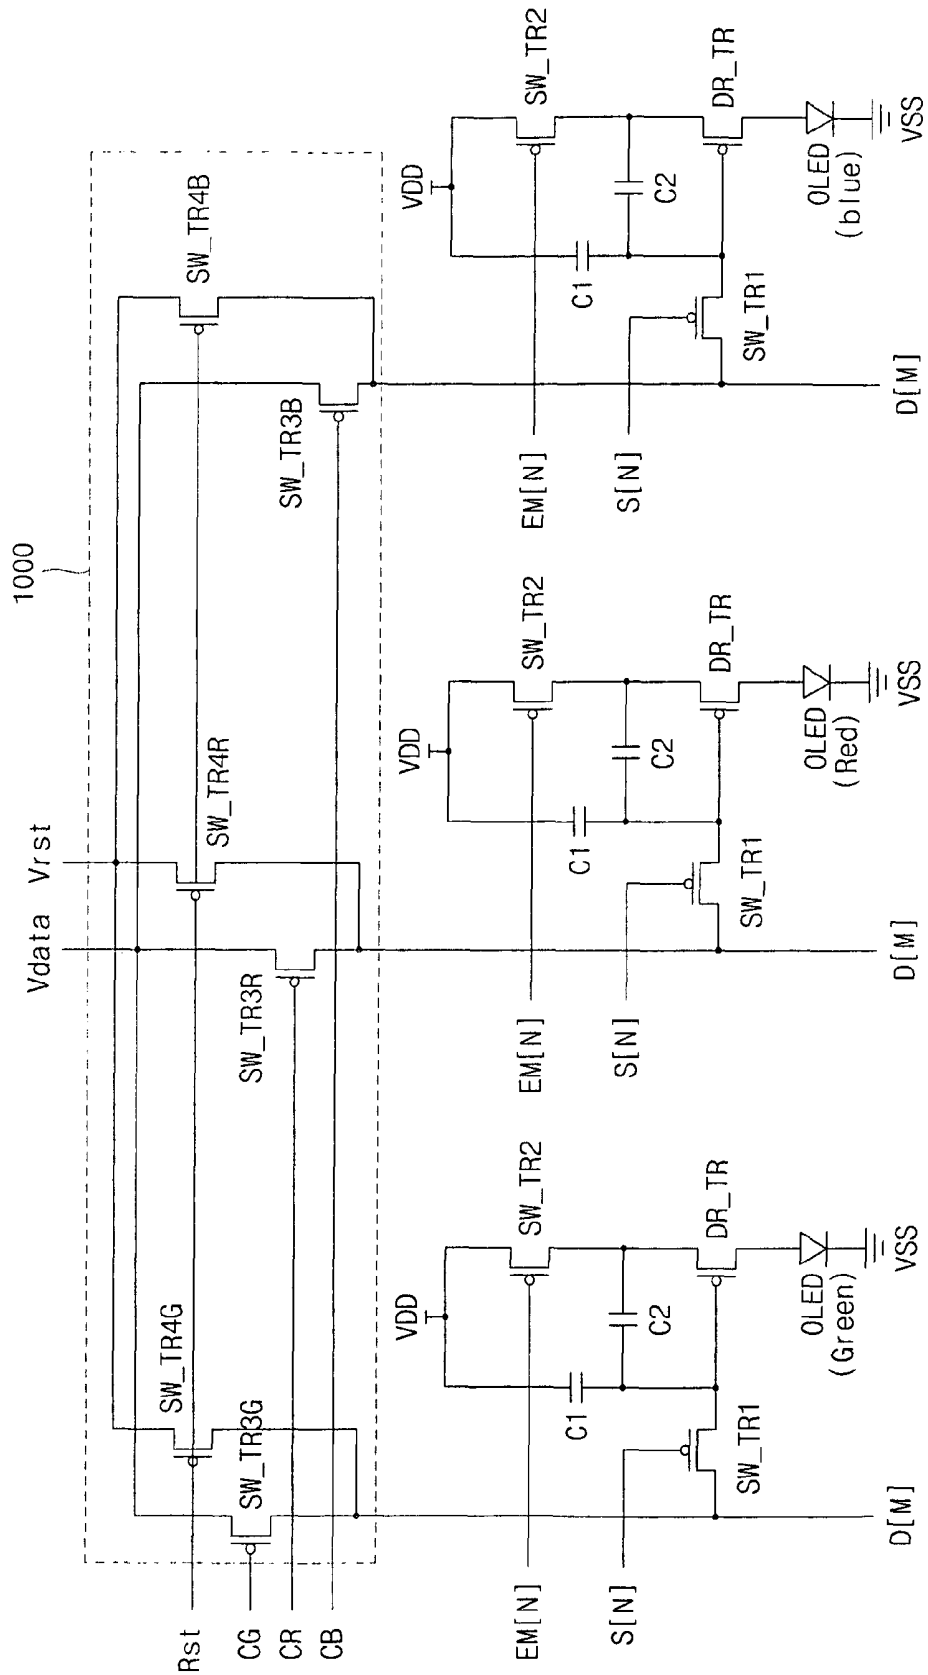 1000
Vdata
Vrst
SW_TR4G
SW_TR4R
SW_TR4B
SW_TR3G
SW_TR3R
SW_TR3B
Rst
CG
CR
CB
VDD
SW_TR2
C1
C2
EM[N]
S[N]
SW_TR1
DR_TR
OLED
(Green)
VSS
D[M]
VDD
SW_TR2
C1
C2
EM[N]
S[N]
SW_TR1
DR_TR
OLED
(Red)
VSS
D[M]
VDD
SW_TR2
C1
C2
EM[N]
S[N]
SW_TR1
DR_TR
OLED
(blue)
VSS
D[M]